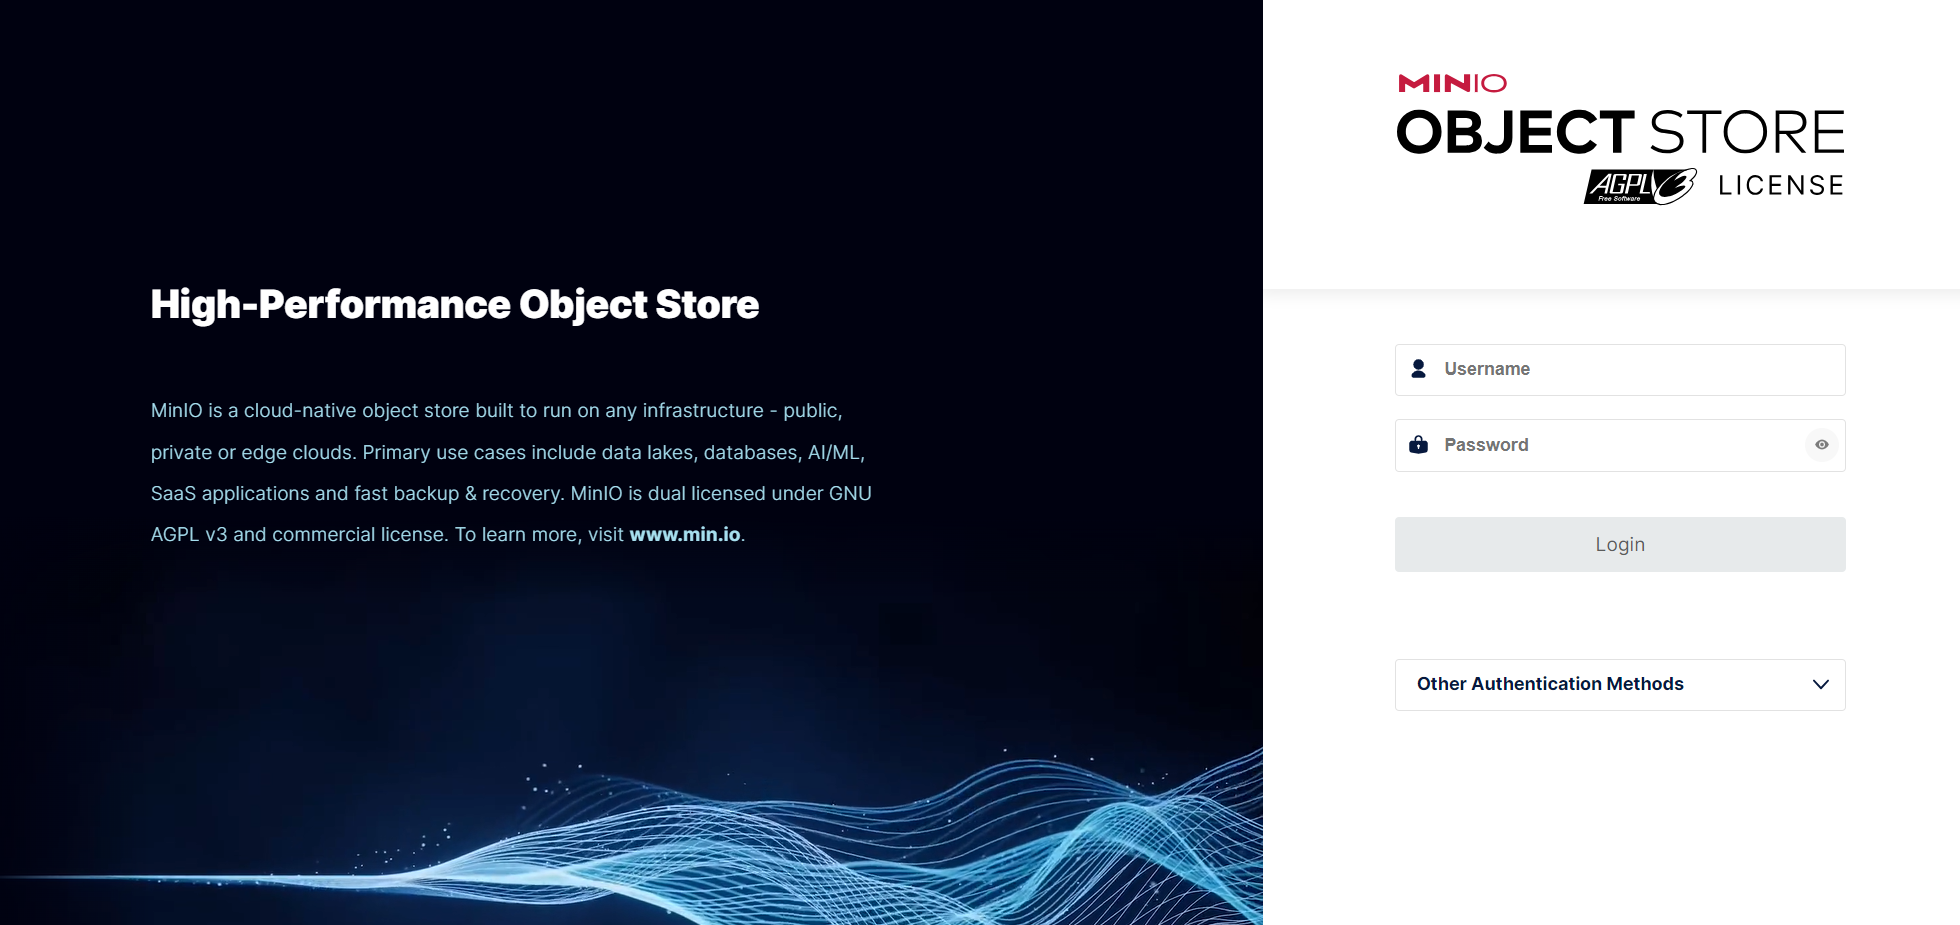 High-Performance Object Store
MinIO is a cloud-native object store built to run on any infrastructure - public,
private or edge clouds. Primary use cases include data lakes, databases, AI/ML,
SaaS applications and fast backup & recovery. MinIO is dual licensed under GNU
AGPL v3 and commercial license. To learn more, visit www.min.io.
MINIO
OBJECT STORE
AGPL v3 LICENSE
Free Software
Username
Password
Login
Other Authentication Methods